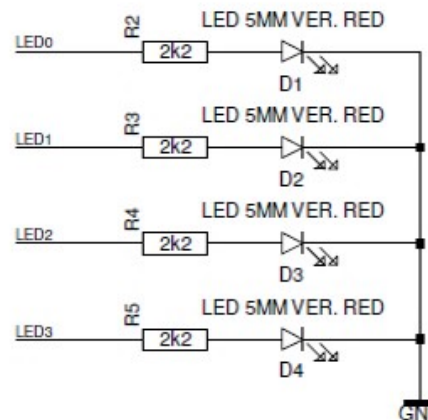 LED 5MM VER. RED
R2
LED0
2k2
D1
LED 5MM VER. RED
R3
LED1
2k2
D2
LED 5MM VER. RED
R4
LED2
2k2
D3
LED 5MM VER. RED
R5
LED3
2k2
D4
GN